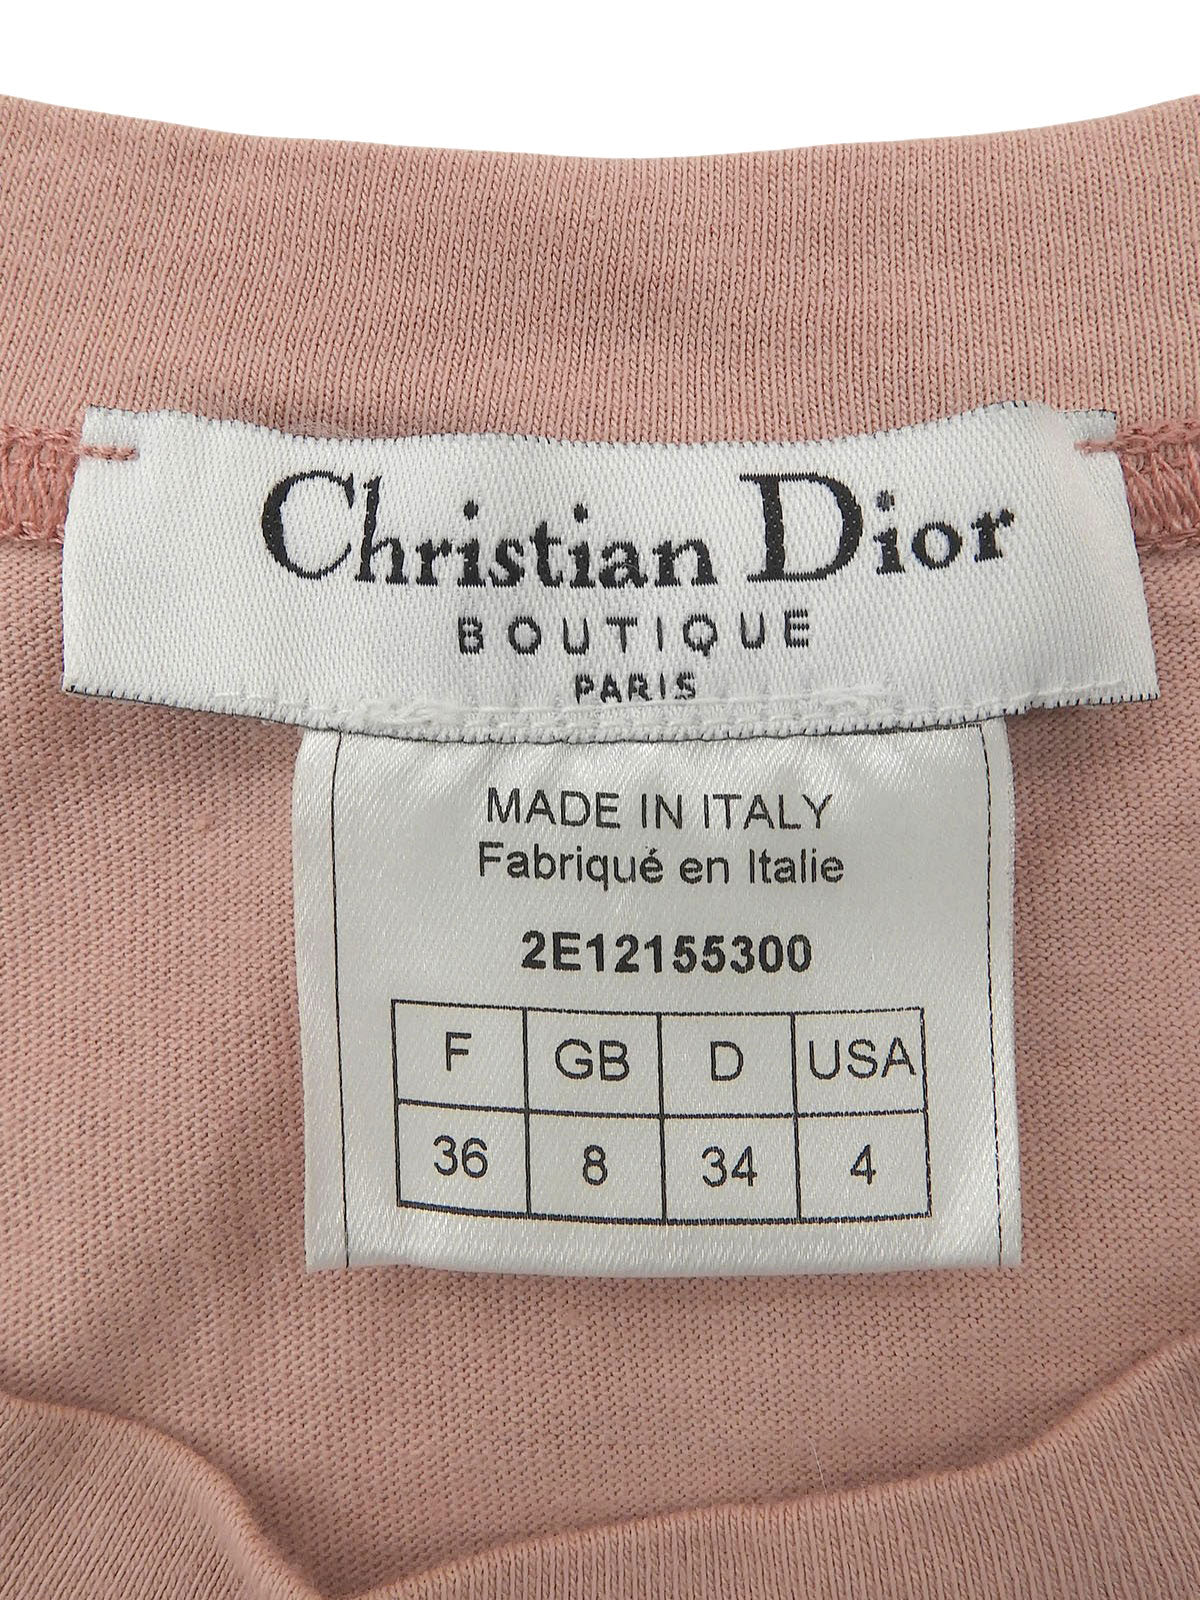 Christian Dior
BOUTIQUE
PARIS
MADE IN ITALY
Fabriqué en Italie
2E12155300
F GB D USA
36 8 34 4